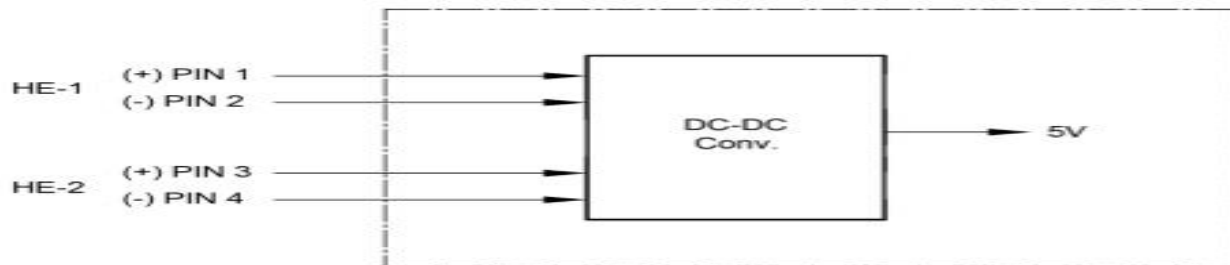 (+) PIN 1
HE-1
(-) PIN 2
DC-DC
Conv.
5V
(+) PIN 3
HE-2
(-) PIN 4